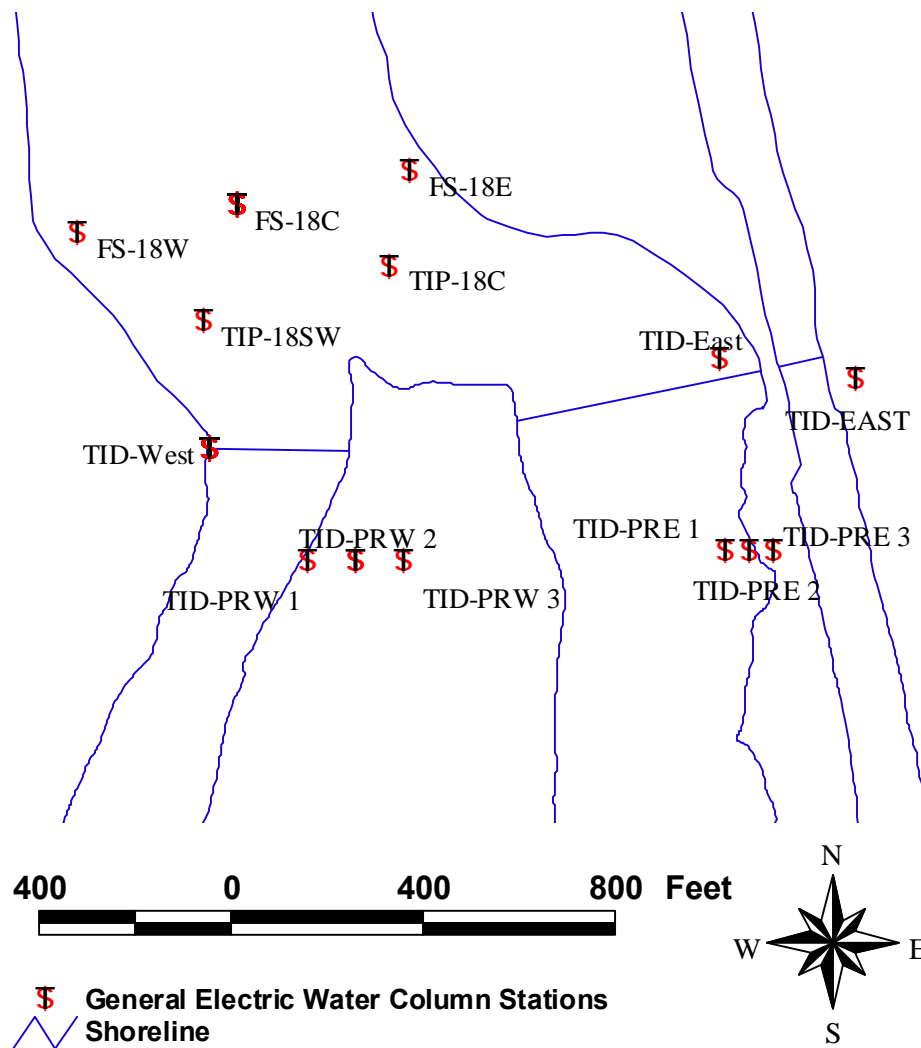 FS-18E
FS-18C
FS-18W
TIP-18C
TIP-18SW
TID-East
TID-EAST
TID-West
TID-PRE 1
TID-PRW 2
TID-PRE 3
TID-PRE 2
TID-PRW 1
TID-PRW 3
400 0 400 800 Feet
N
W E
S
General Electric Water Column Stations
Shoreline